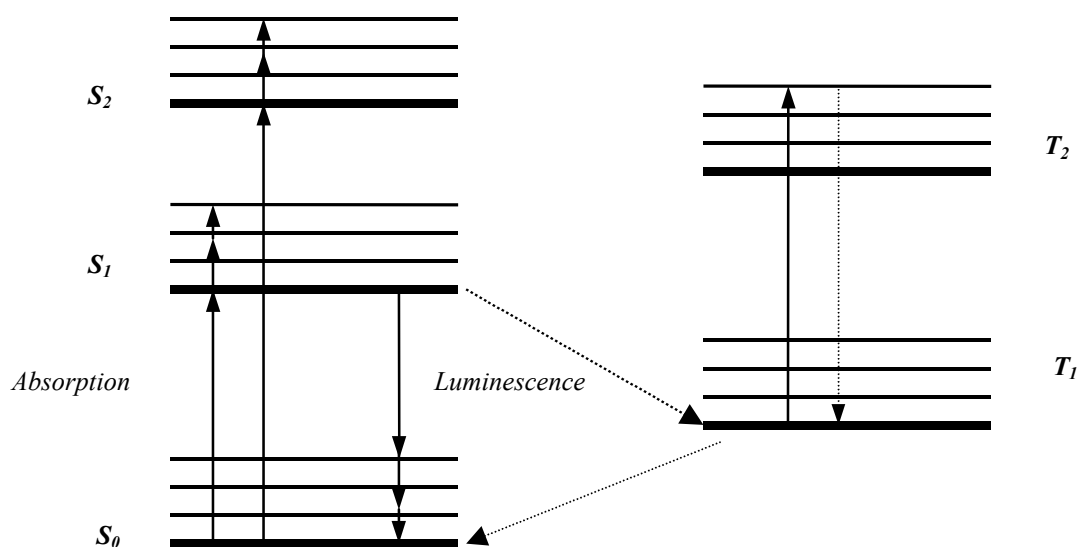 S₂
T₂
S₁
Absorption
Luminescence
T₁
S₀